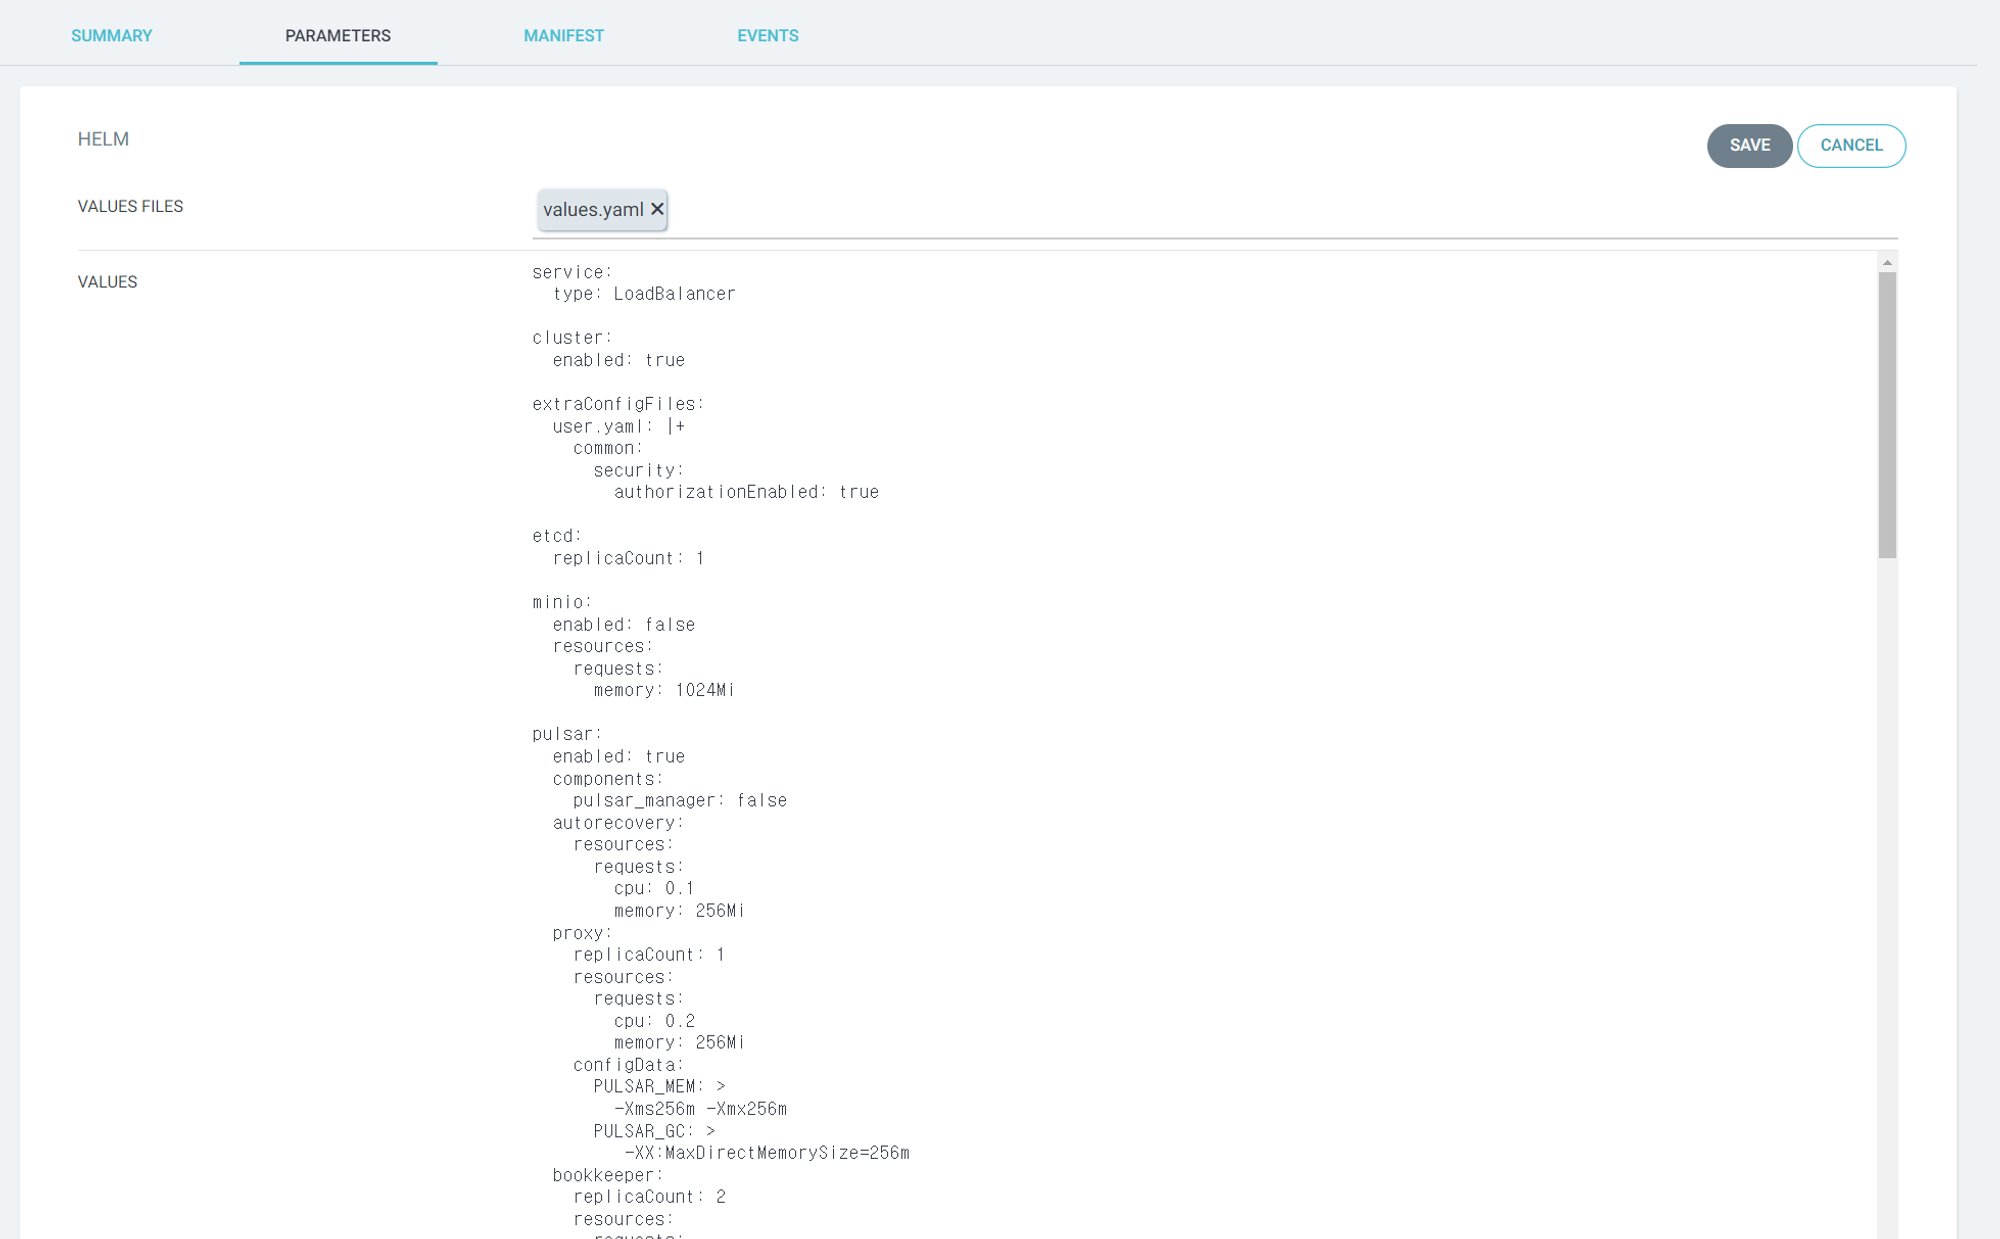 SUMMARY PARAMETERS MANIFEST EVENTS
HELM
SAVE CANCEL
VALUES FILES values.yaml ✕
VALUES
service:
  type: LoadBalancer

cluster:
  enabled: true

extraConfigFiles:
  user.yaml: |+
    common:
      security:
        authorizationEnabled: true

etcd:
  replicaCount: 1

minio:
  enabled: false
  resources:
    requests:
      memory: 1024Mi

pulsar:
  enabled: true
  components:
    pulsar_manager: false
  autorecovery:
    resources:
      requests:
        cpu: 0.1
        memory: 256Mi
  proxy:
    replicaCount: 1
    resources:
      requests:
        cpu: 0.2
        memory: 256Mi
    configData:
      PULSAR_MEM: >
        -Xms256m -Xmx256m
      PULSAR_GC: >
         -XX:MaxDirectMemorySize=256m
  bookkeeper:
    replicaCount: 2
    resources:
      requests: